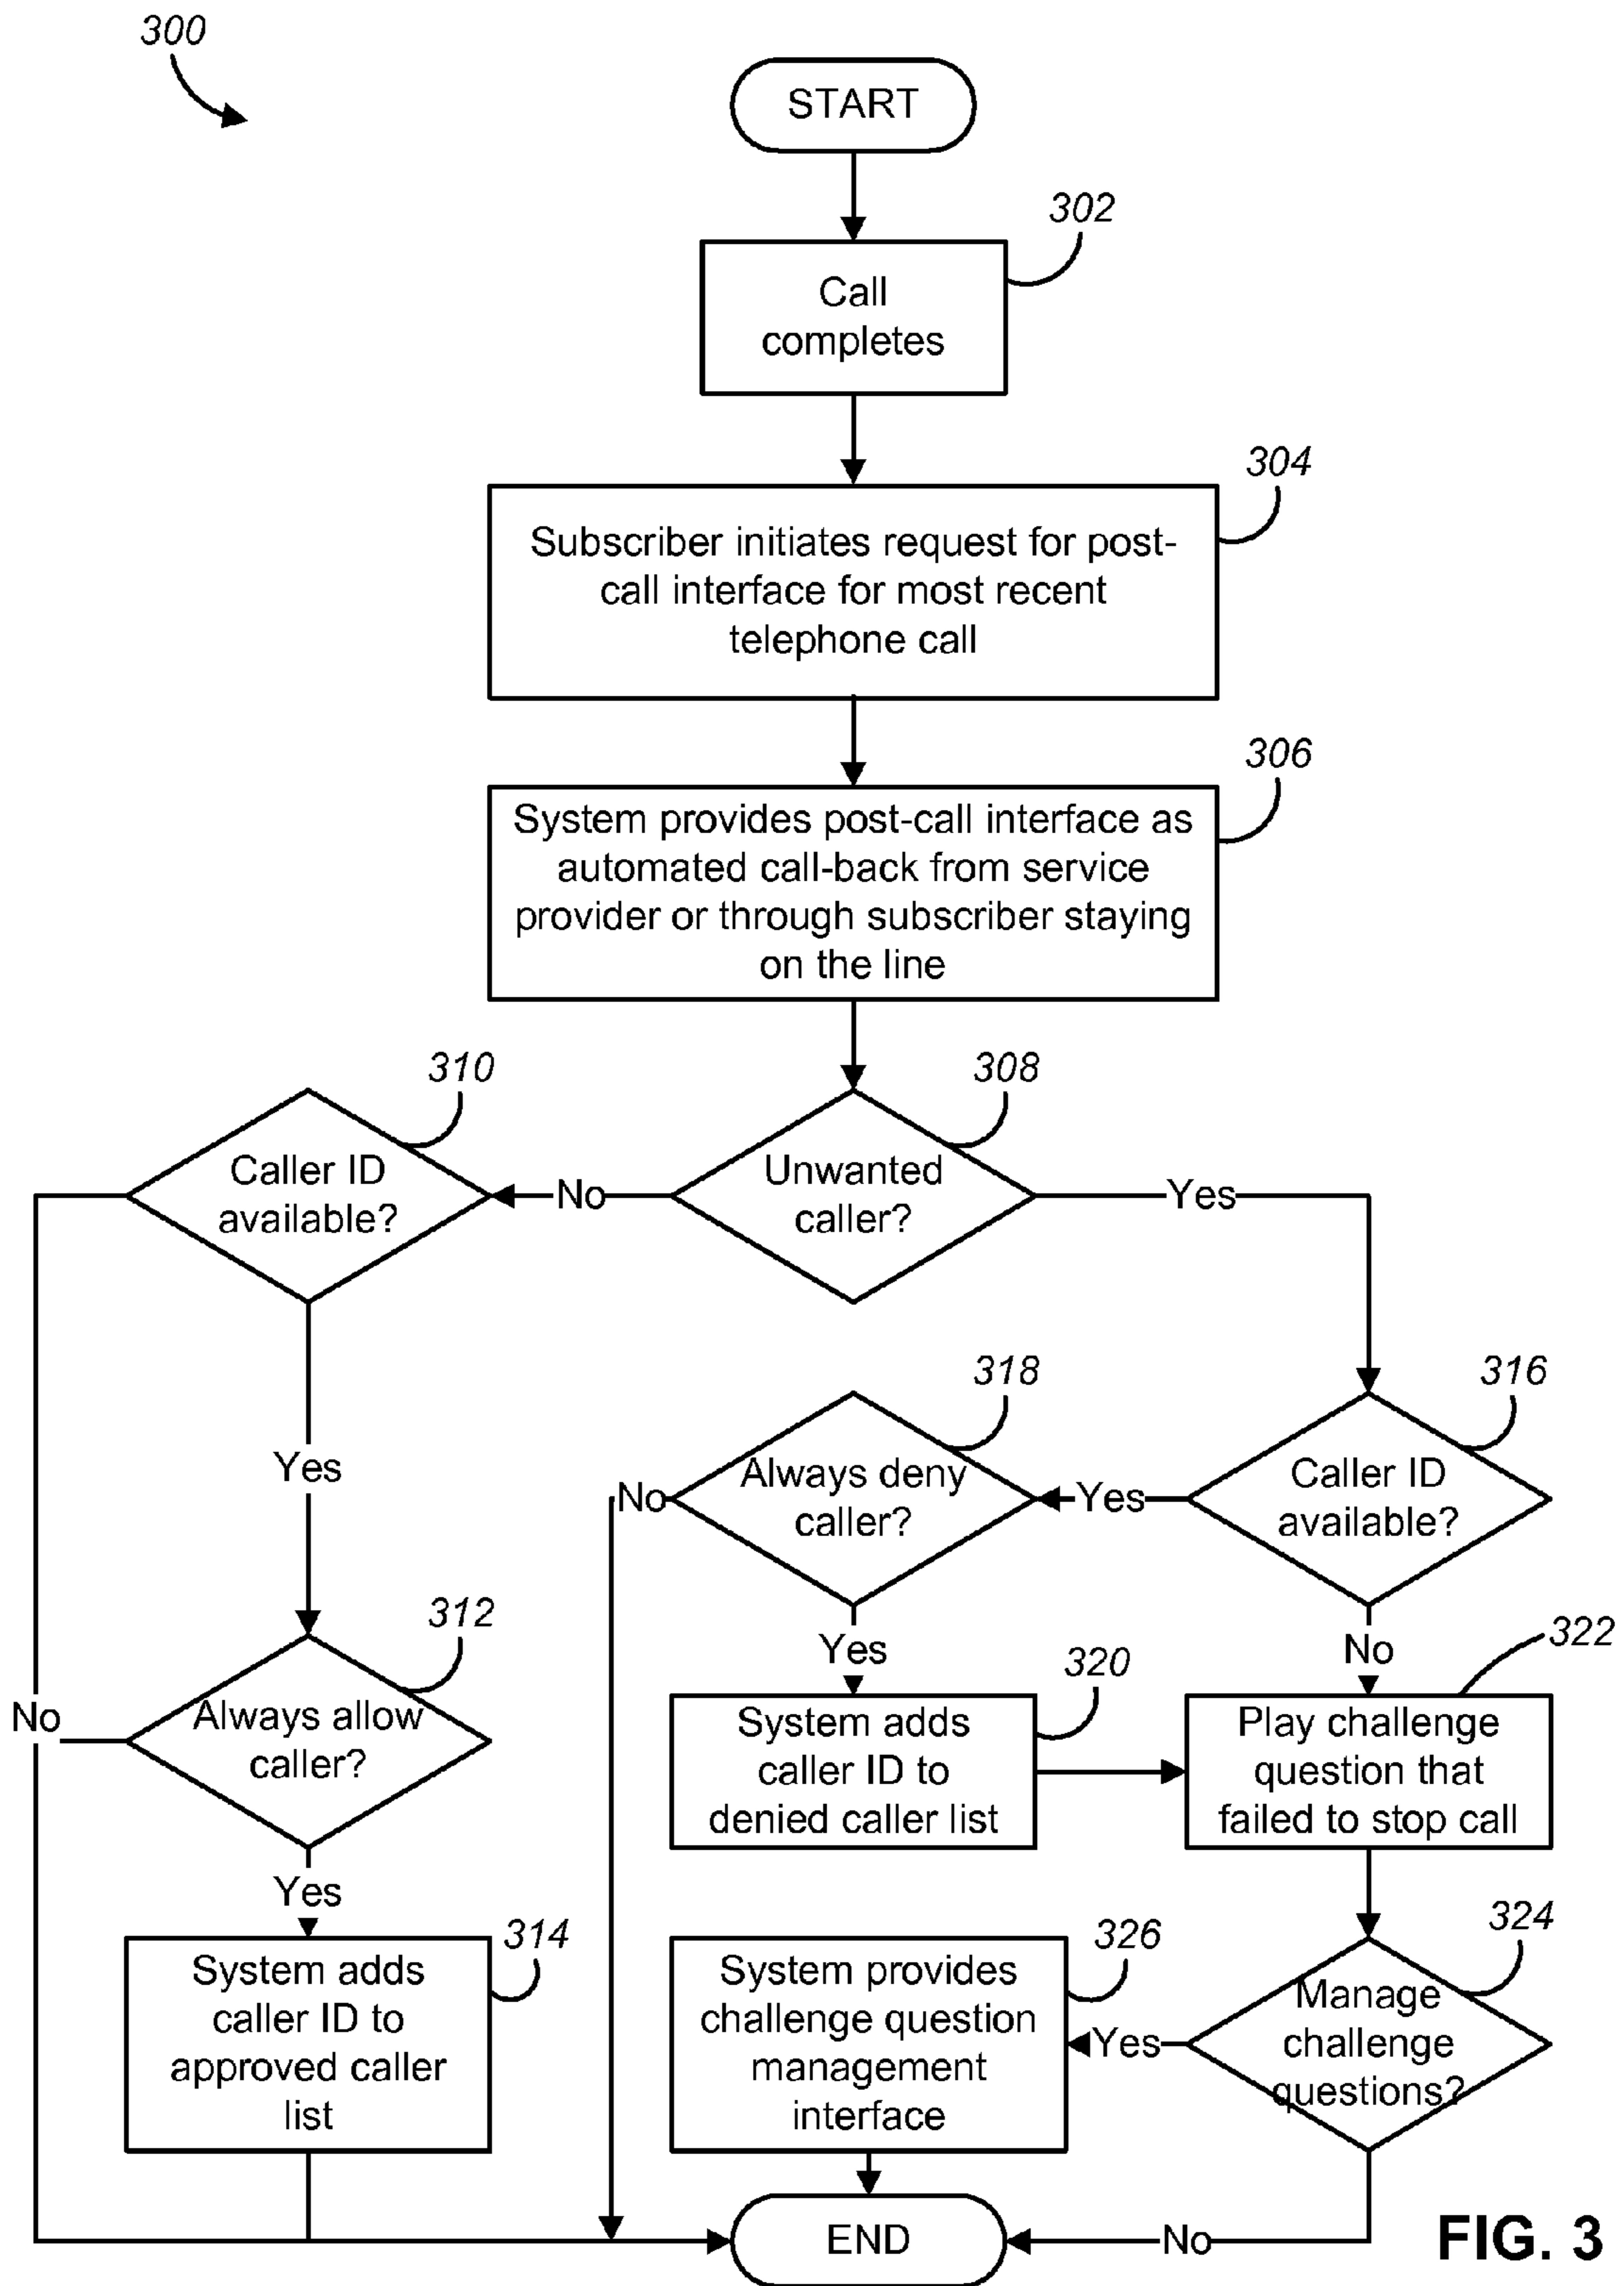 300
START
302
Call
completes
304
Subscriber initiates request for post-
call interface for most recent
telephone call
306
System provides post-call interface as
automated call-back from service
provider or through subscriber staying
on the line
310
308
Caller ID
available?
No
Unwanted
caller?
Yes
318
316
Yes
No
Always deny
caller?
Yes
Caller ID
available?
312
Yes
No
322
No
Always allow
caller?
320
System adds
caller ID to
denied caller list
Play challenge
question that
failed to stop call
Yes
314
System adds
caller ID to
approved caller
list
326
System provides
challenge question
management
interface
Yes
324
Manage
challenge
questions?
END
No
FIG. 3